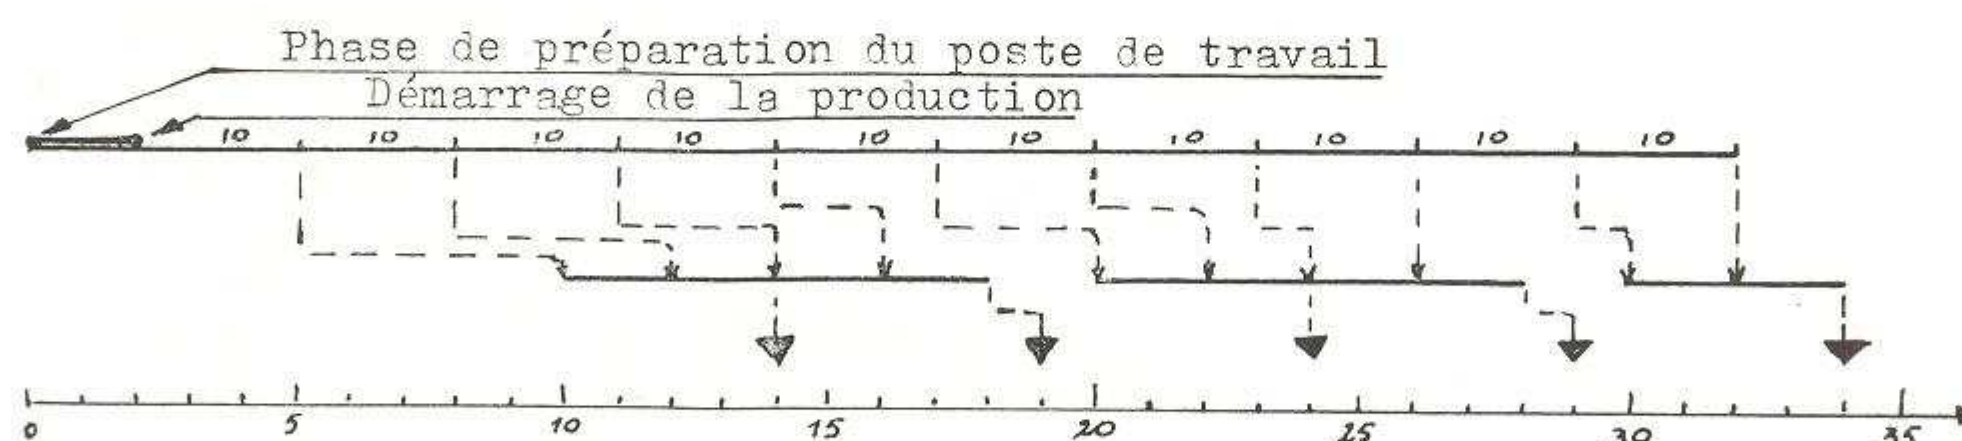 Phase de préparation du poste de travail
Démarrage de la production
10 10 10 10 10 10 10 10 10 10
0 5 10 15 20 25 30 35